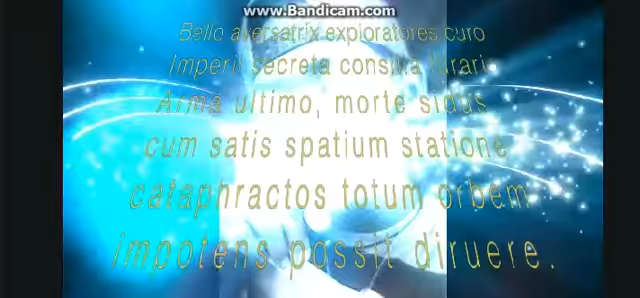 www.Bandicam.com
Bello aversatrix exploratores curo
Imperii secreta consilia furari
Arma ultimo, morte sidus
cum satis spatium statione
cataphractos totum orbem
impotens possit diruere.